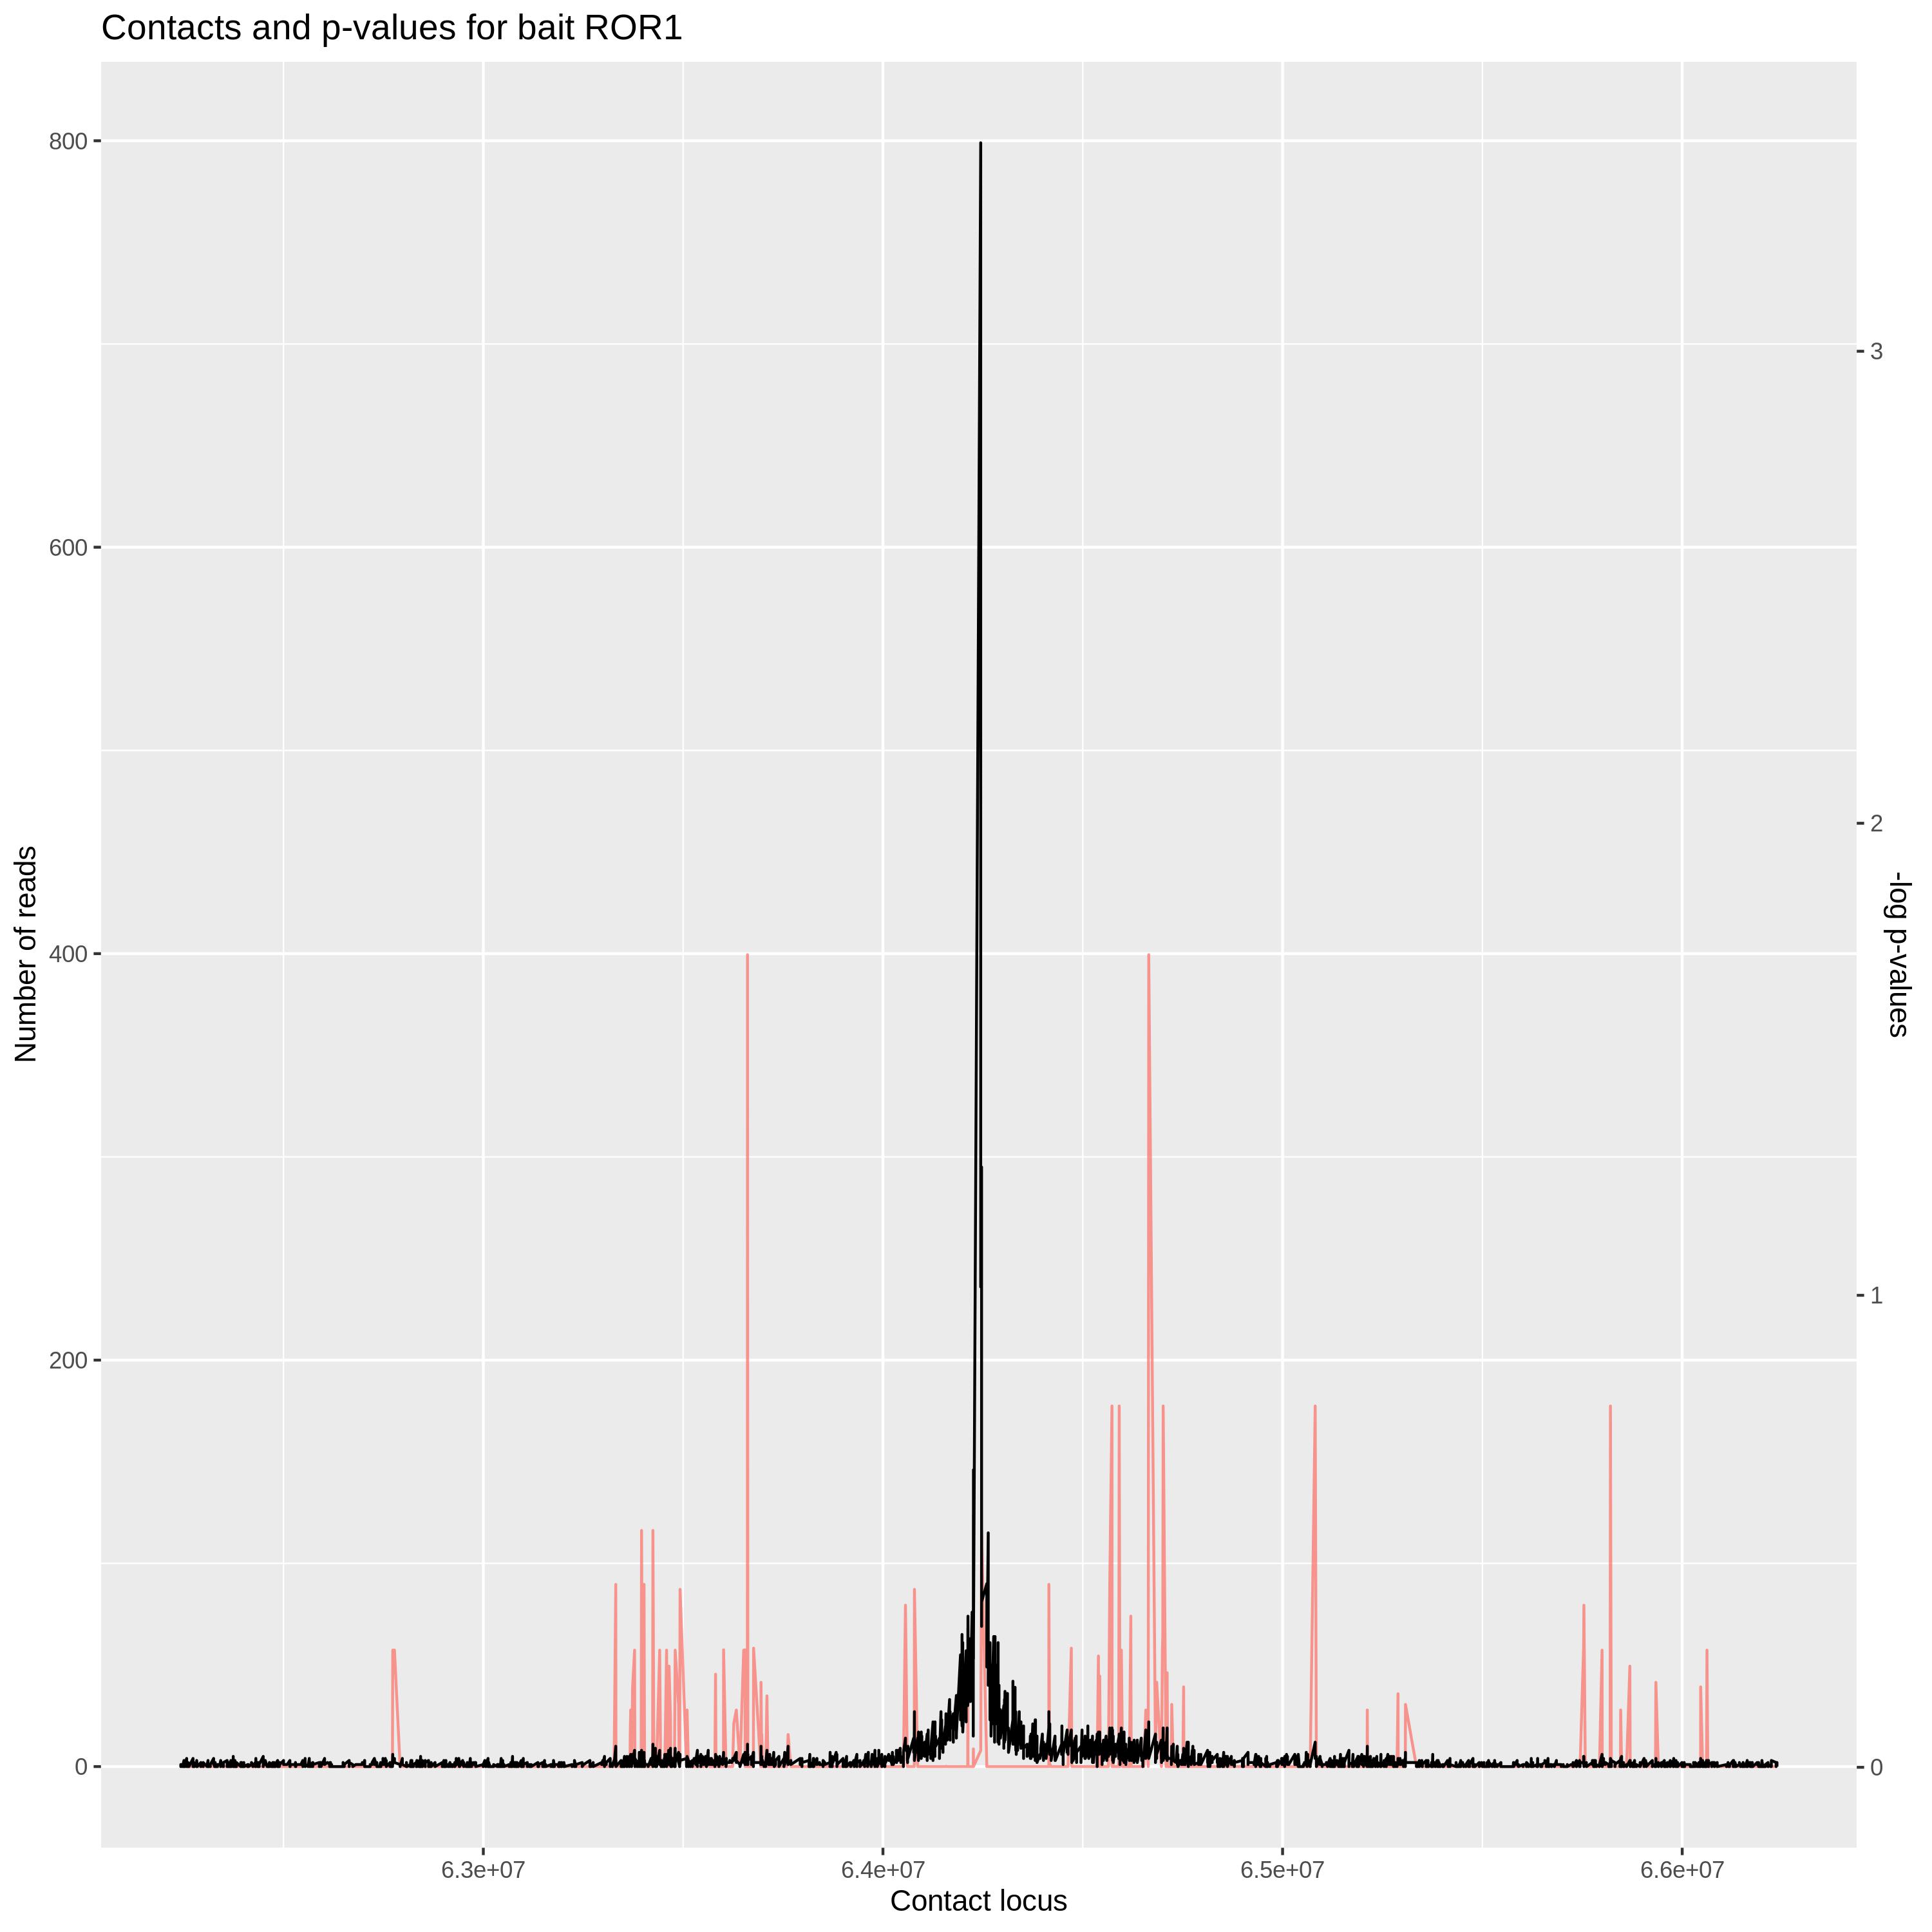 Contacts and p-values for bait ROR1
800
600
400
200
0
Number of reads
3
2
1
0
-log p-values
6.3e+07
6.4e+07
6.5e+07
6.6e+07
Contact locus